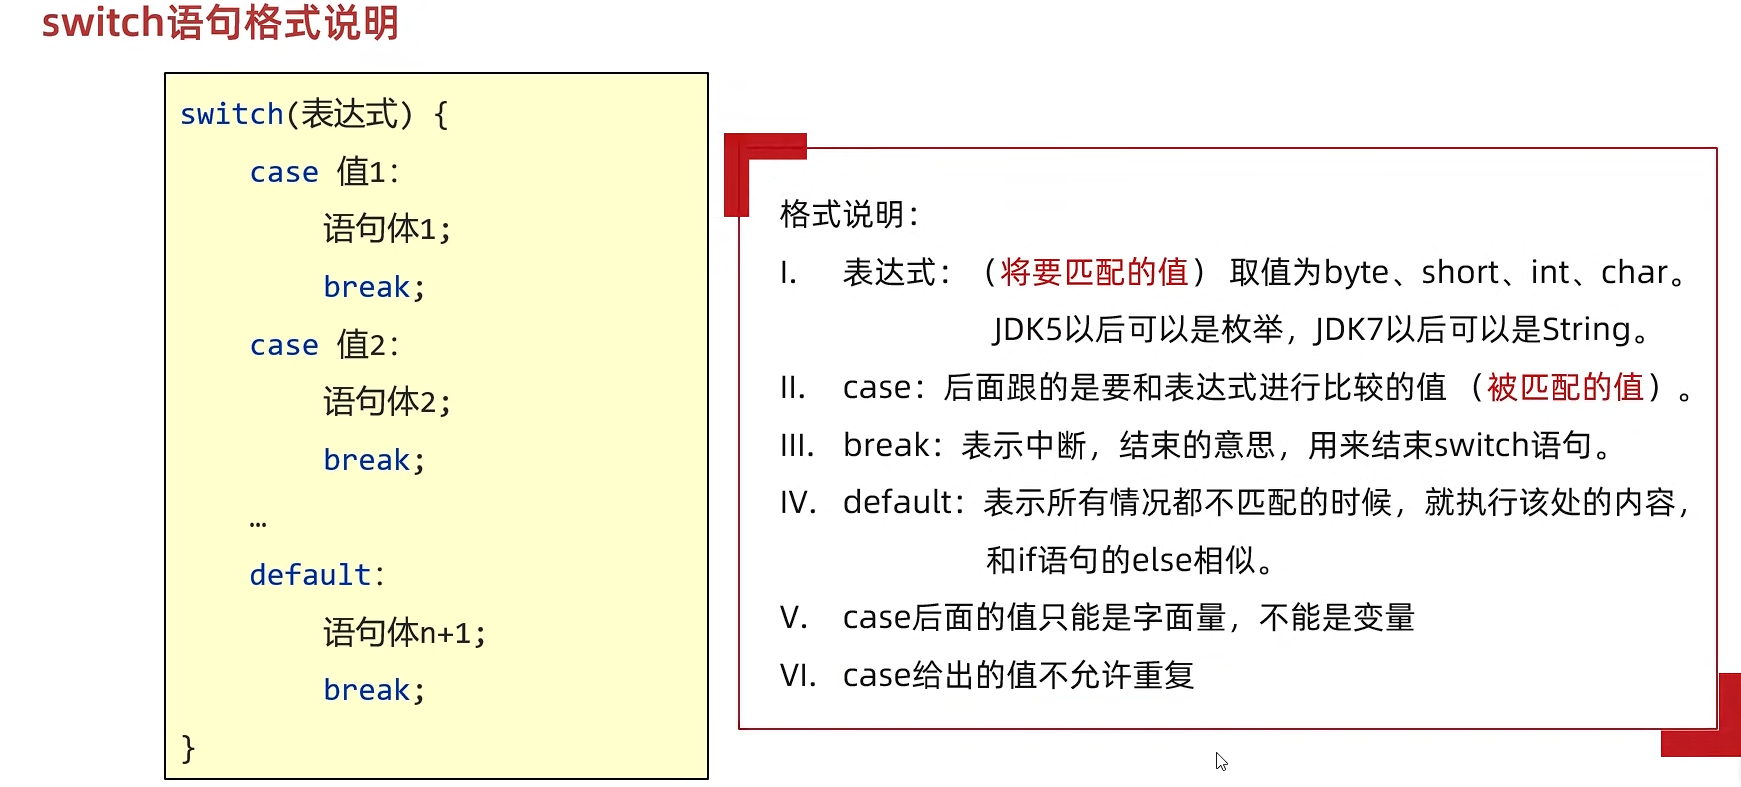 switch语句格式说明
switch(表达式) {
case 值1:
语句体1;
break;
case 值2:
语句体2;
break;
…
default:
语句体n+1;
break;
}
格式说明：
I. 表达式：（将要匹配的值）取值为byte、short、int、char。
JDK5以后可以是枚举，JDK7以后可以是String。
II. case：后面跟的是要和表达式进行比较的值（被匹配的值）。
III. break：表示中断，结束的意思，用来结束switch语句。
IV. default：表示所有情况都不匹配的时候，就执行该处的内容，
和if语句的else相似。
V. case后面的值只能是字面量，不能是变量
VI. case给出的值不允许重复